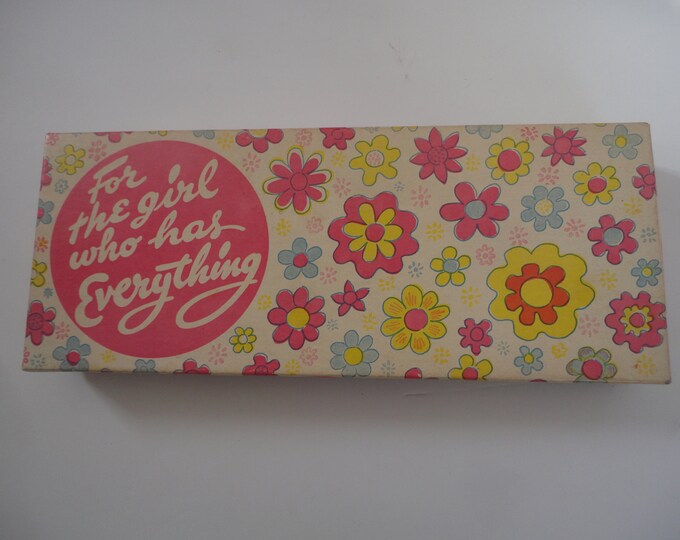 For
the girl
who has
Everything